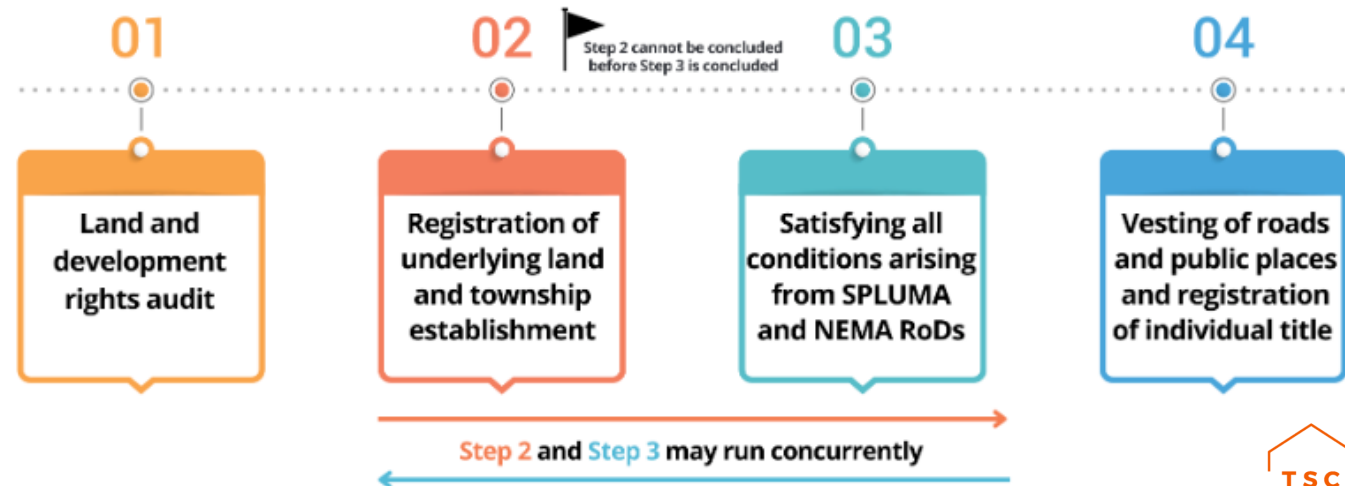 01
02
Step 2 cannot be concluded
before Step 3 is concluded
03
04
Land and
development
rights audit
Registration of
underlying land
and township
establishment
Satisfying all
conditions arising
from SPLUMA
and NEMA RoDs
Vesting of roads
and public places
and registration
of individual title
Step 2 and Step 3 may run concurrently
TSC